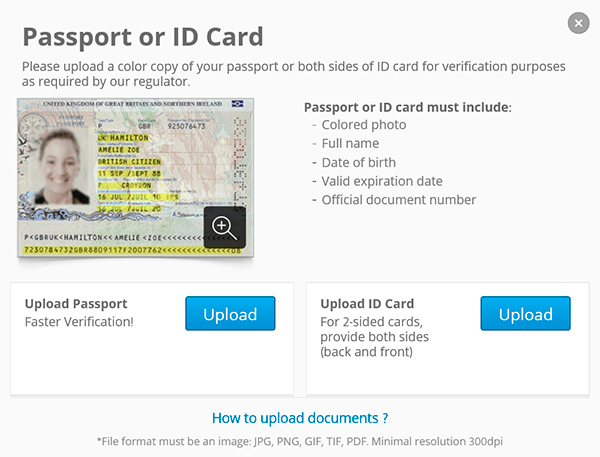 Passport or ID Card
Please upload a color copy of your passport or both sides of ID card for verification purposes
as required by our regulator.
UNITED KINGDOM OF GREAT BRITAIN AND NORTHERN IRELAND
P GBR 925076473
UK HAMILTON
AMELIE ZOE
BRITISH CITIZEN
11 SEP /SEPT 88
F CROYDON
16 JUL /JUIL 10
16 JUL /JUIL 20
P<GBRUK<HAMILTON<<AMELIE<ZOE<<<<<<
7230784732GBR8809117F2007762<<<<<<
Passport or ID card must include:
- Colored photo
- Full name
- Date of birth
- Valid expiration date
- Official document number
Upload Passport
Faster Verification!
Upload
Upload ID Card
For 2-sided cards,
provide both sides
(back and front)
Upload
How to upload documents ?
*File format must be an image: JPG, PNG, GIF, TIF, PDF. Minimal resolution 300dpi